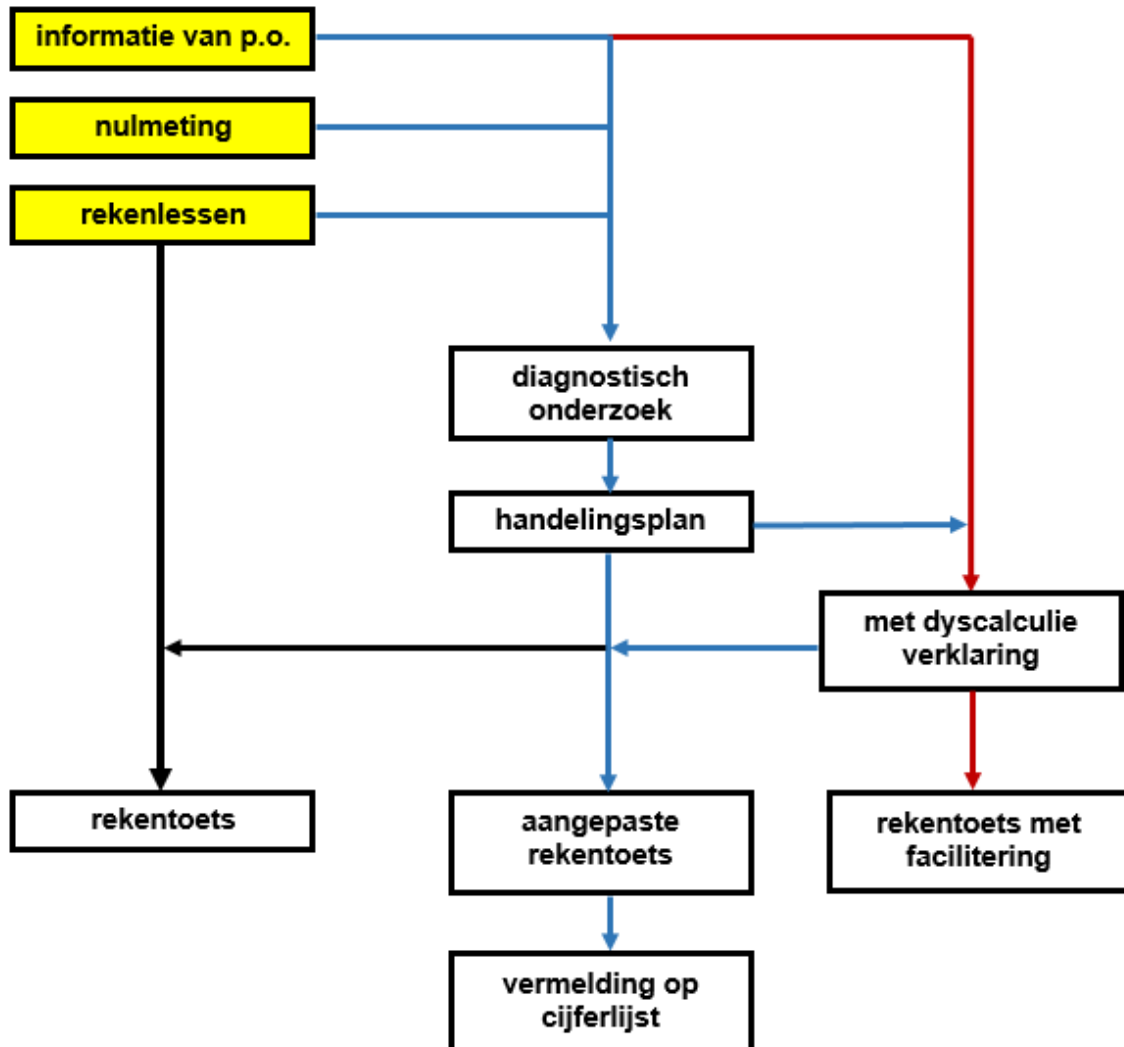 informatie van p.o.
nulmeting
rekenlessen
diagnostisch
onderzoek
handelingsplan
met dyscalculie
verklaring
rekentoets
aangepaste
rekentoets
rekentoets met
facilitering
vermelding op
cijferlijst